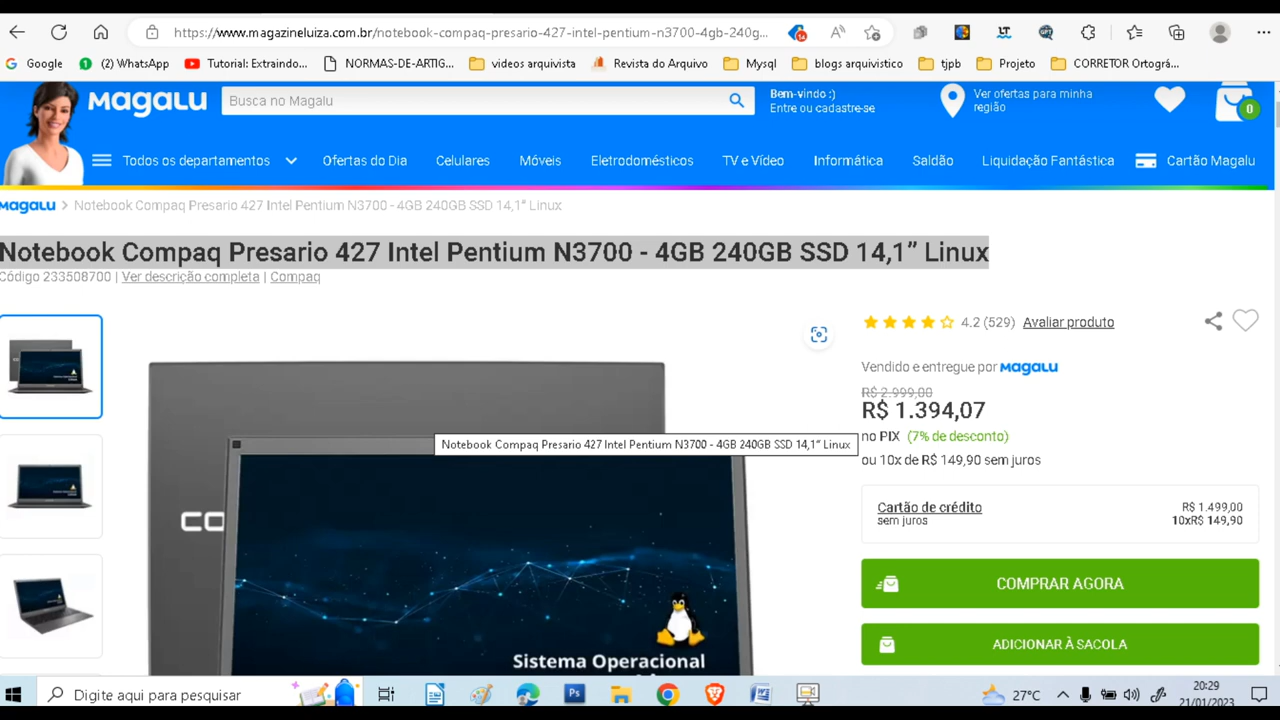 https://www.magazineluiza.com.br/notebook-compaq-presario-427-intel-pentium-n3700-4gb-240g...
14
Google
(2) WhatsApp
Tutorial: Extraindo...
NORMAS-DE-ARTIG...
videos arquivista
Revista do Arquivo
Mysql
blogs arquivistico
tjpb
Projeto
CORRETOR Ortográ...
Magalu
Busca no Magalu
Bem-vindo :)
Entre ou cadastre-se
Ver ofertas para minha
região
0
Todos os departamentos
Ofertas do Dia
Celulares
Móveis
Eletrodomésticos
TV e Vídeo
Informática
Saldão
Liquidação Fantástica
Cartão Magalu
Magalu
Notebook Compaq Presario 427 Intel Pentium N3700 - 4GB 240GB SSD 14,1” Linux
Notebook Compaq Presario 427 Intel Pentium N3700 - 4GB 240GB SSD 14,1” Linux
Código 233508700 | Ver descrição completa | Compaq
4.2 (529) Avaliar produto
Vendido e entregue por Magalu
R$ 2.999,00
R$ 1.394,07
no PIX (7% de desconto)
ou 10x de R$ 149,90 sem juros
Notebook Compaq Presario 427 Intel Pentium N3700 - 4GB 240GB SSD 14,1” Linux
CO
Cartão de crédito
sem juros
R$ 1.499,00
10xR$ 149,90
COMPRAR AGORA
ADICIONAR À SACOLA
Sistema Operacional
Digite aqui para pesquisar
Ps
27°C
20:29
21/01/2023